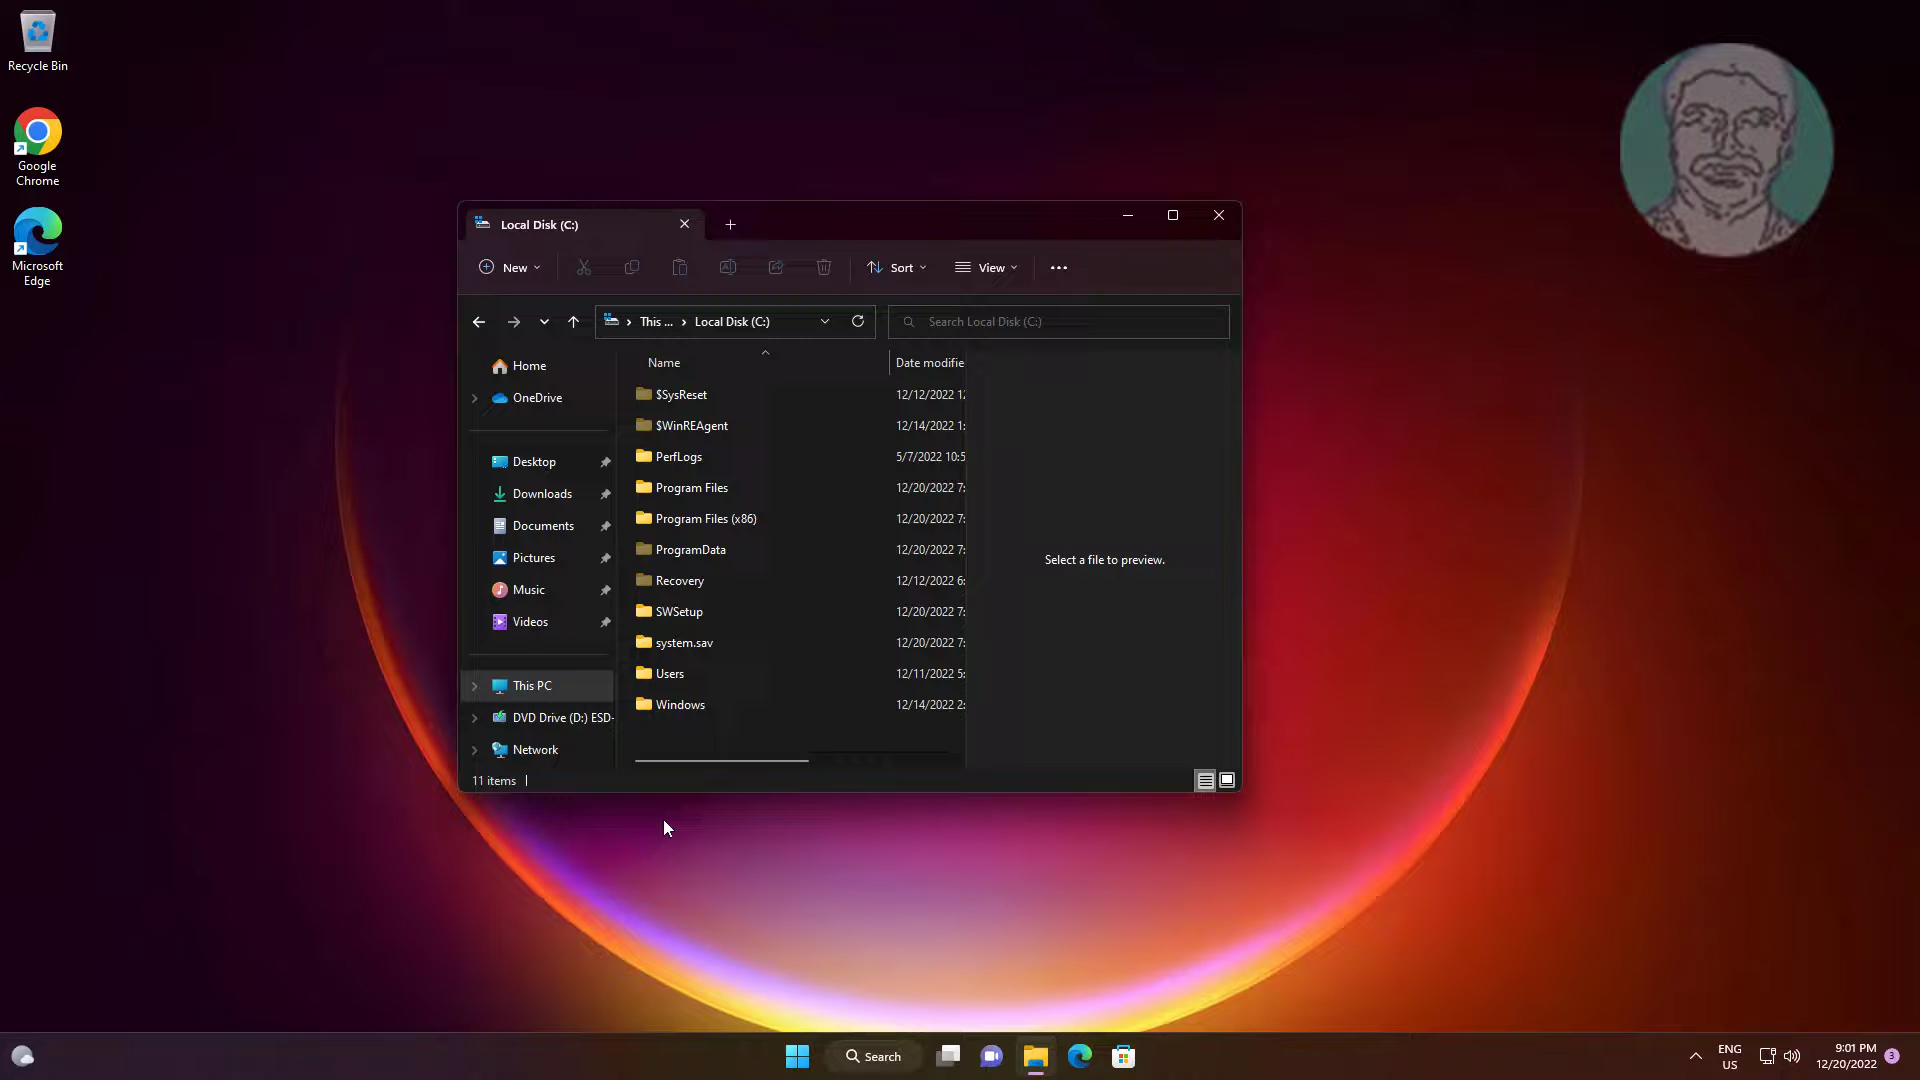 Recycle Bin
Google
Chrome
Microsoft
Edge
Local Disk (C:)
New
Sort
View
This ...
Local Disk (C:)
Search Local Disk (C:)
Home
OneDrive
Desktop
Downloads
Documents
Pictures
Music
Videos
This PC
DVD Drive (D:) ESD-
Network
Name Date modifie
$SysReset 12/12/2022 12
$WinREAgent 12/14/2022 1:
PerfLogs 5/7/2022 10:5
Program Files 12/20/2022 7:
Program Files (x86) 12/20/2022 7:
ProgramData 12/20/2022 7:
Recovery 12/12/2022 6:
SWSetup 12/20/2022 7:
system.sav 12/20/2022 7:
Users 12/11/2022 5:
Windows 12/14/2022 2:
Select a file to preview.
11 items
Search
ENG
US
9:01 PM
12/20/2022
3